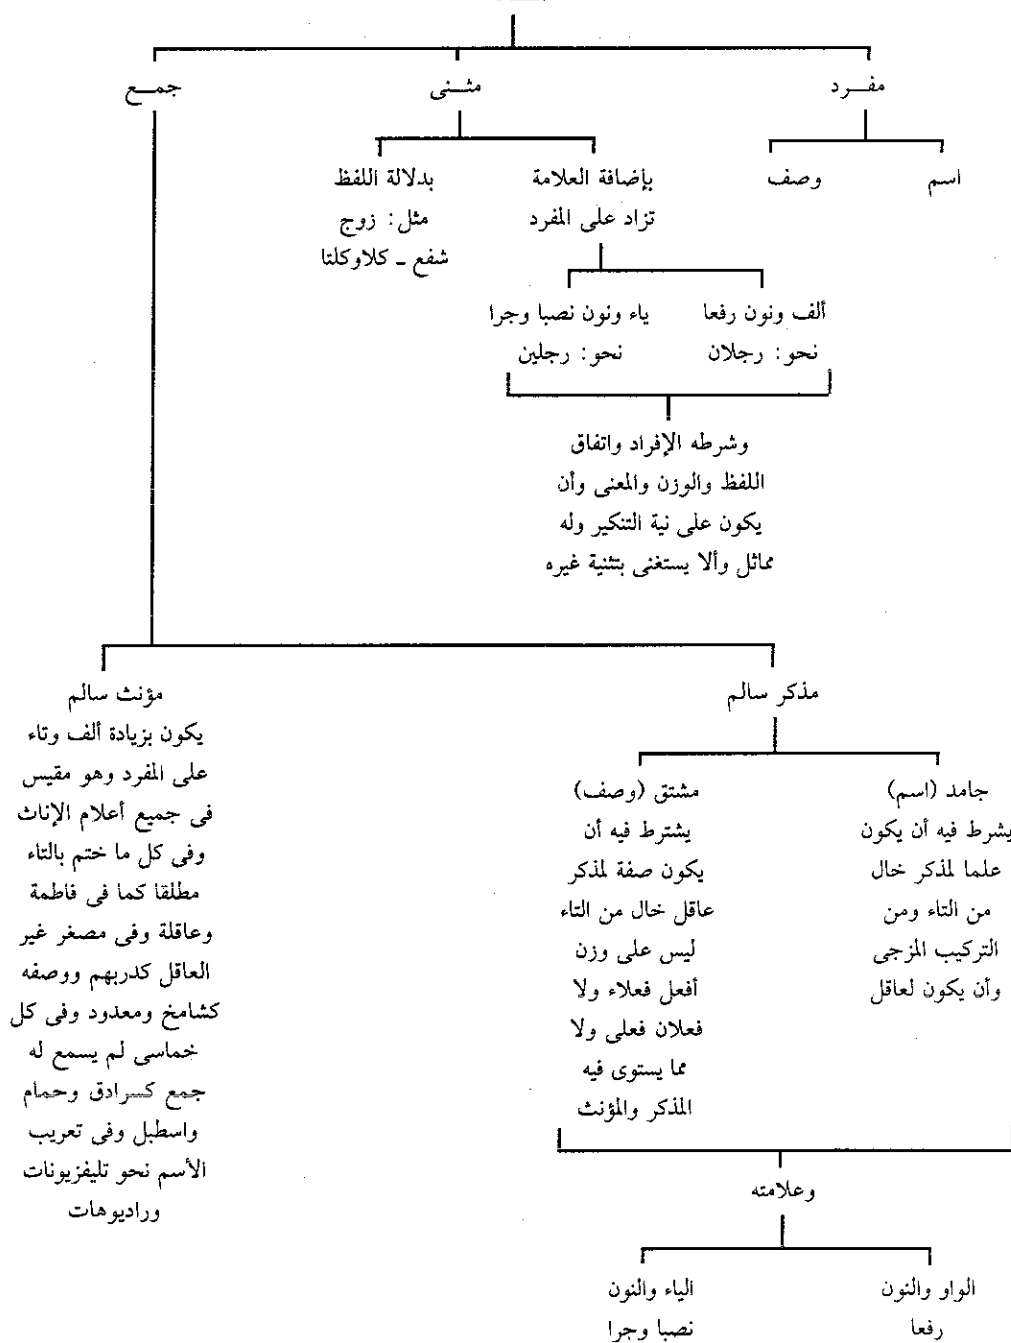 مفرد
مثنى
جمع
اسم
وصف
بإضافة العلامة
تزاد على المفرد
بدلالة اللفظ
مثل: زوج
شفع - كلاوكلتا
ألف ونون رفعا
نحو: رجلان
ياء ونون نصبا وجرا
نحو: رجلين
وشرطه الإفراد واتفاق
اللفظ والوزن والمعنى وأن
يكون على نية التنكير وله
مماثل وألا يستغنى بتثنية غيره
مذكر سالم
جامد (اسم)
يشرط فيه أن يكون
علما لمذكر خال
من التاء ومن
التركيب المزجى
وأن يكون لعاقل
مشتق (وصف)
يشترط فيه أن
يكون صفة لمذكر
عاقل خال من التاء
ليس على وزن
أفعل فعلاء ولا
فعلان فعلى ولا
مما يستوى فيه
المذكر والمؤنث
وعلامته
الواو والنون
رفعا
الياء والنون
نصبا وجرا
مؤنث سالم
يكون بزيادة ألف وتاء
على المفرد وهو مقيس
فى جميع أعلام الإناث
وفى كل ما ختم بالتاء
مطلقا كما فى فاطمة
وعاقلة وفى مصغر غير
العاقل كدربهم ووصفه
كشامخ ومعدود وفى كل
خماسى لم يسمع له
جمع كسرادق وحمام
واسطبل وفى تعريب
الأسم نحو تليفزيونات
وراديوهات